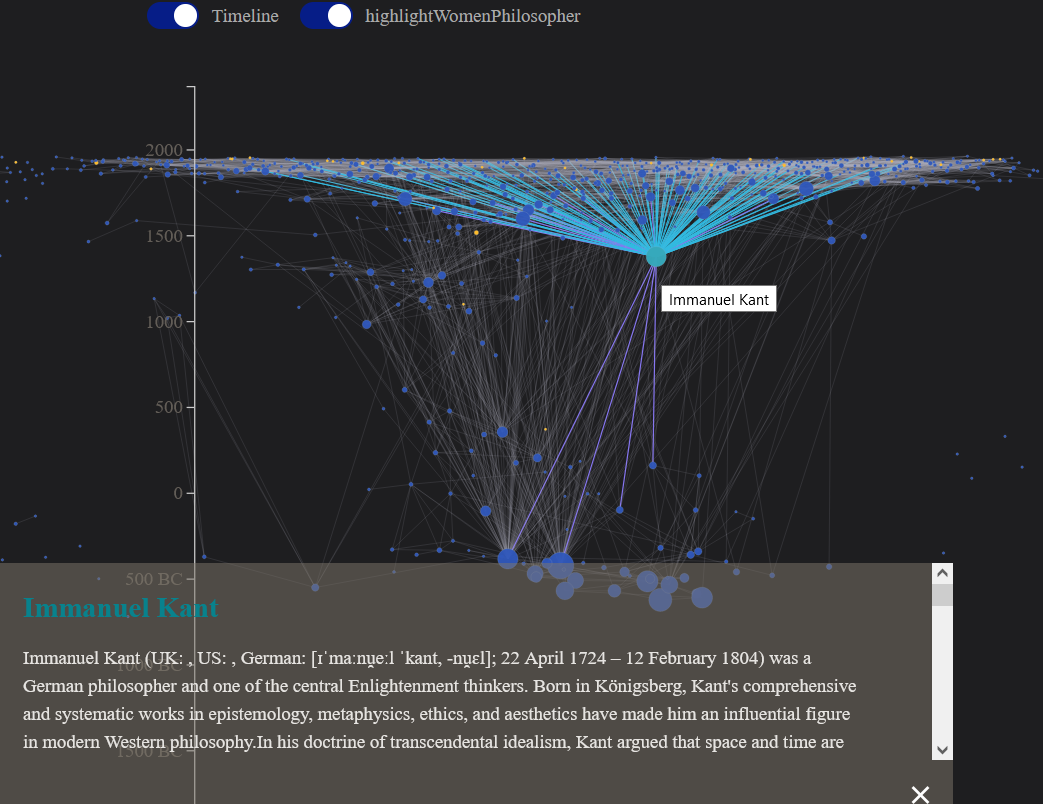 Timeline highlightWomenPhilosopher
2000
1500
Immanuel Kant
1000
500
0
500 BC
Immanuel Kant
Immanuel Kant (UK: , US: , German: [ɪˈmaːnu̯eːl ˈkant, -nu̯ɛl]; 22 April 1724 – 12 February 1804) was a
1000 BC
German philosopher and one of the central Enlightenment thinkers. Born in Königsberg, Kant's comprehensive
and systematic works in epistemology, metaphysics, ethics, and aesthetics have made him an influential figure
in modern Western philosophy.In his doctrine of transcendental idealism, Kant argued that space and time are
1500 BC